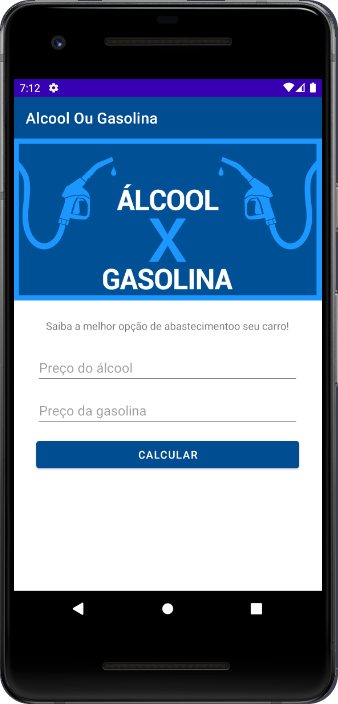 7:12
Alcool Ou Gasolina
ÁLCOOL
X
GASOLINA
Saiba a melhor opção de abastecimentoo seu carro!
Preço do álcool
Preço da gasolina
CALCULAR